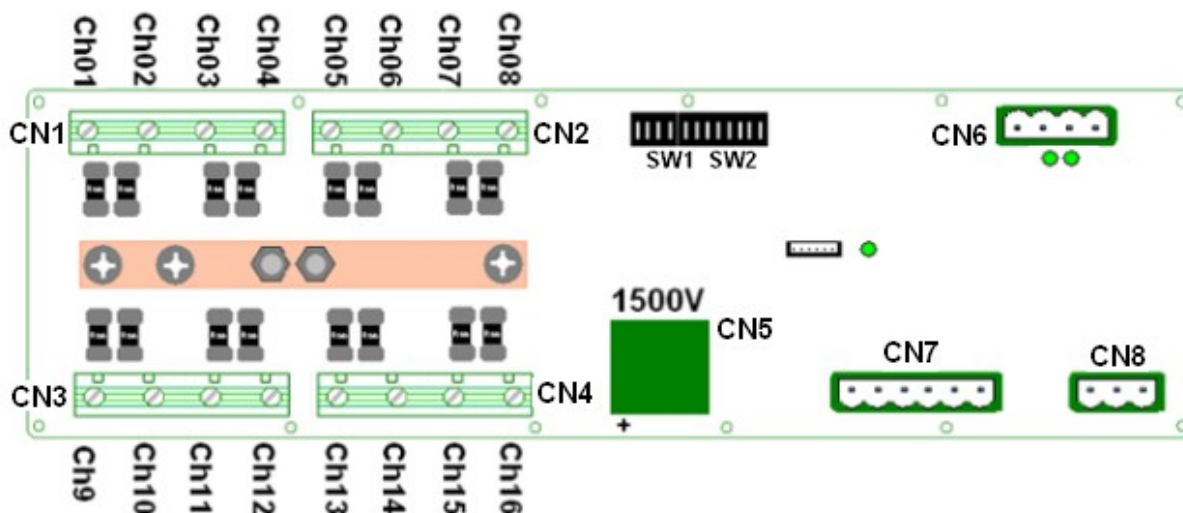 Ch01 Ch02 Ch03 Ch04 Ch05 Ch06 Ch07 Ch08
CN1 CN2 CN6
SW1 SW2
1500V
CN5
CN7 CN8
CN3 CN4
+
Ch9 Ch10 Ch11 Ch12 Ch13 Ch14 Ch15 Ch16